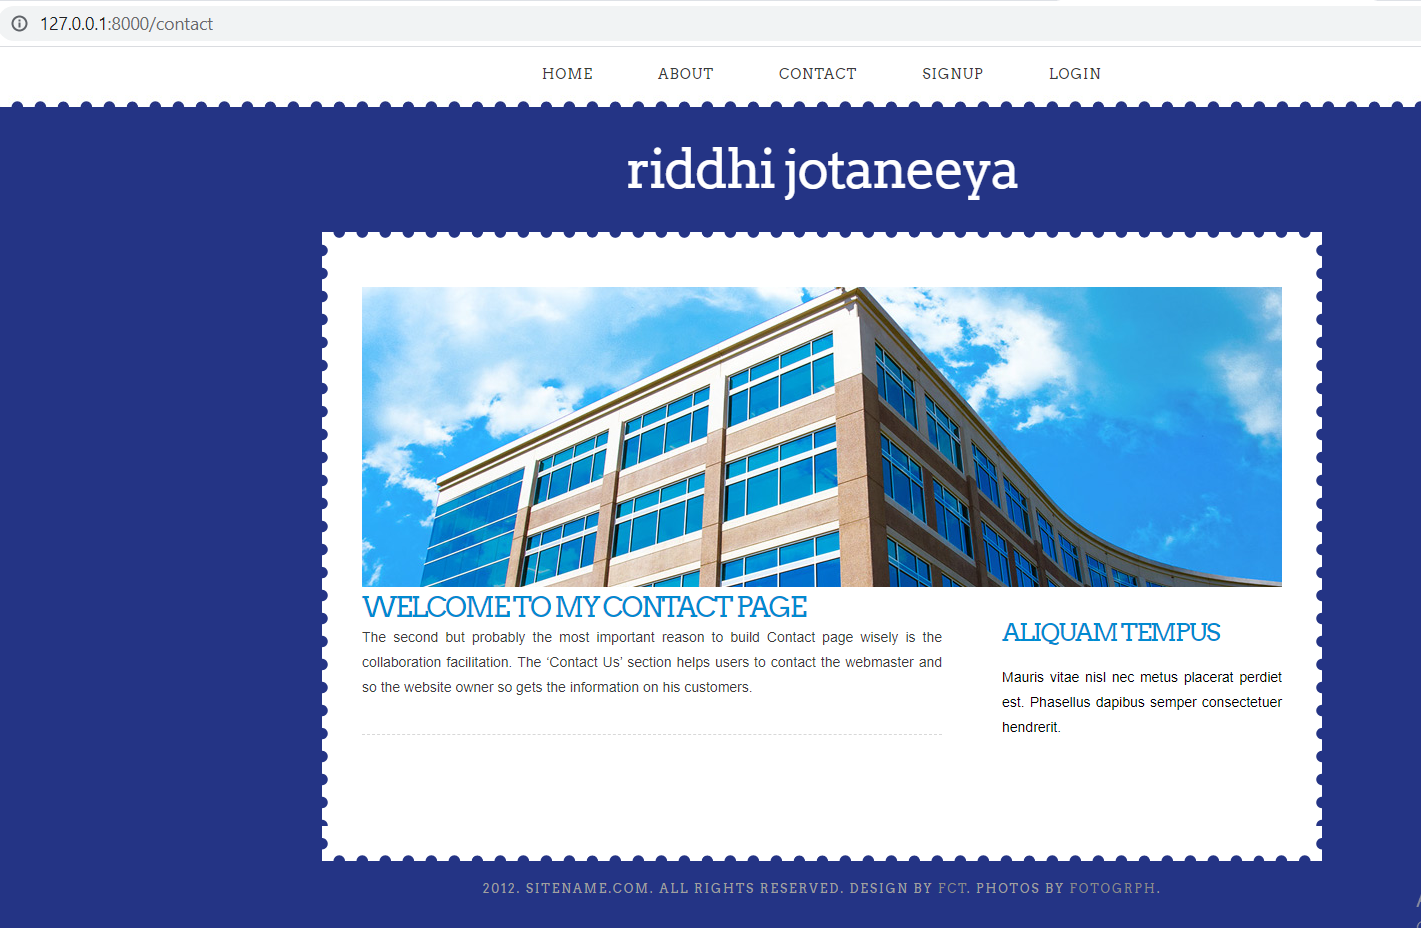 127.0.0.1:8000/contact
HOME ABOUT CONTACT SIGNUP LOGIN
riddhi jotaneeya
WELCOME TO MY CONTACT PAGE
The second but probably the most important reason to build Contact page wisely is the
collaboration facilitation. The ‘Contact Us’ section helps users to contact the webmaster and
so the website owner so gets the information on his customers.
ALIQUAM TEMPUS
Mauris vitae nisl nec metus placerat perdiet
est. Phasellus dapibus semper consectetuer
hendrerit.
2012. SITENAME.COM. ALL RIGHTS RESERVED. DESIGN BY FCT. PHOTOS BY FOTOGRPH.